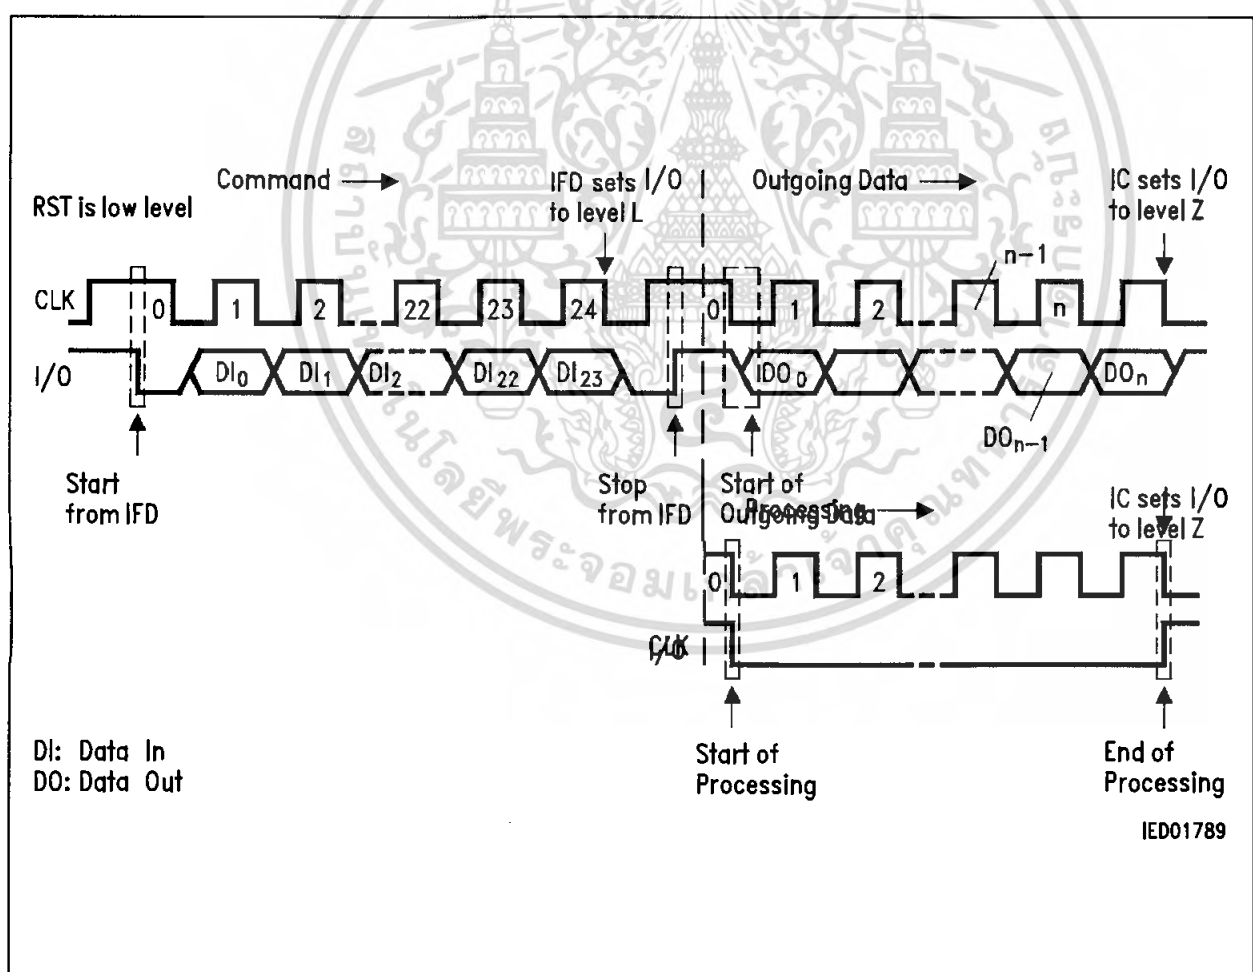 Command
IFD sets I/O
to level L
Outgoing Data
IC sets I/O
to level Z
RST is low level
n-1
CLK
0 1 2 22 23 24 0 1 2 n
I/O
DI0 DI1 DI2 DI22 DI23 DO0 DOn
DOn-1
Start
from IFD
Stop
from IFD
Start of
Outgoing Data
Processing
IC sets I/O
to level Z
0 1 2
CLK
I/O
DI: Data In
DO: Data Out
Start of
Processing
End of
Processing
IED01789